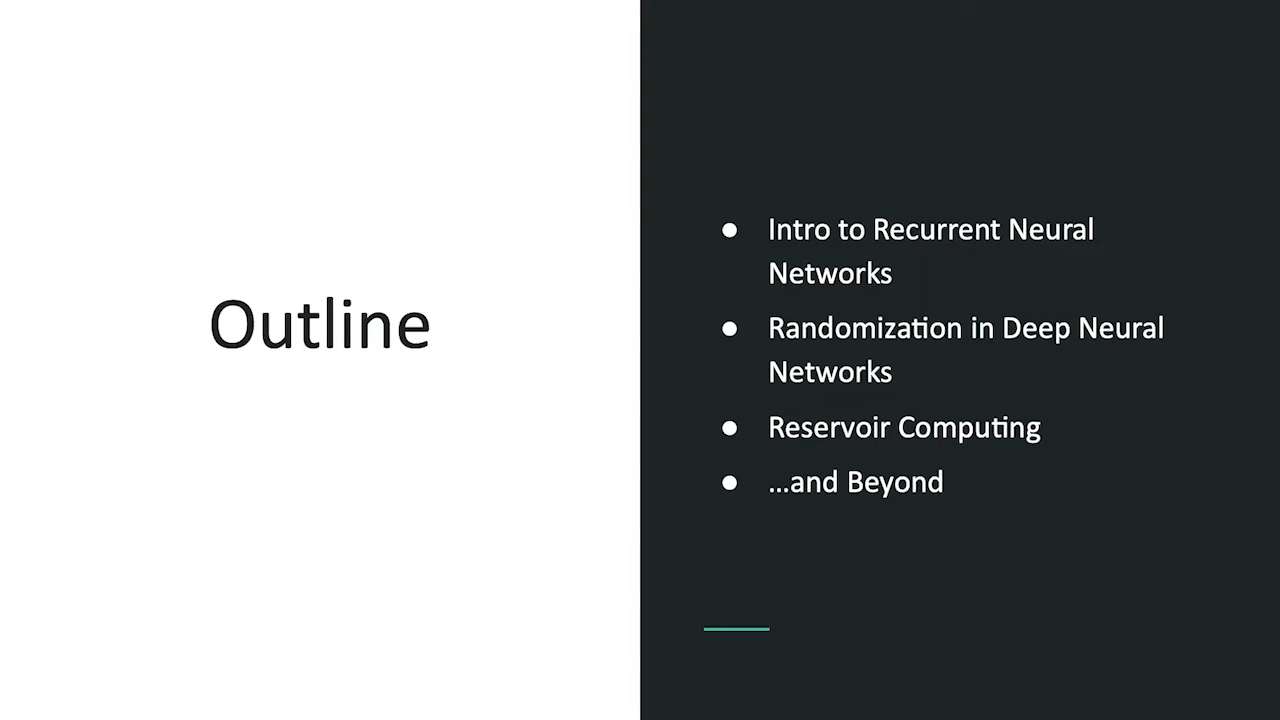 Outline
● Intro to Recurrent Neural
Networks
● Randomization in Deep Neural
Networks
● Reservoir Computing
● ...and Beyond